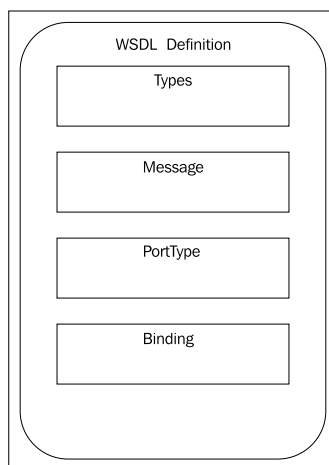 WSDL Definition
Types
Message
PortType
Binding